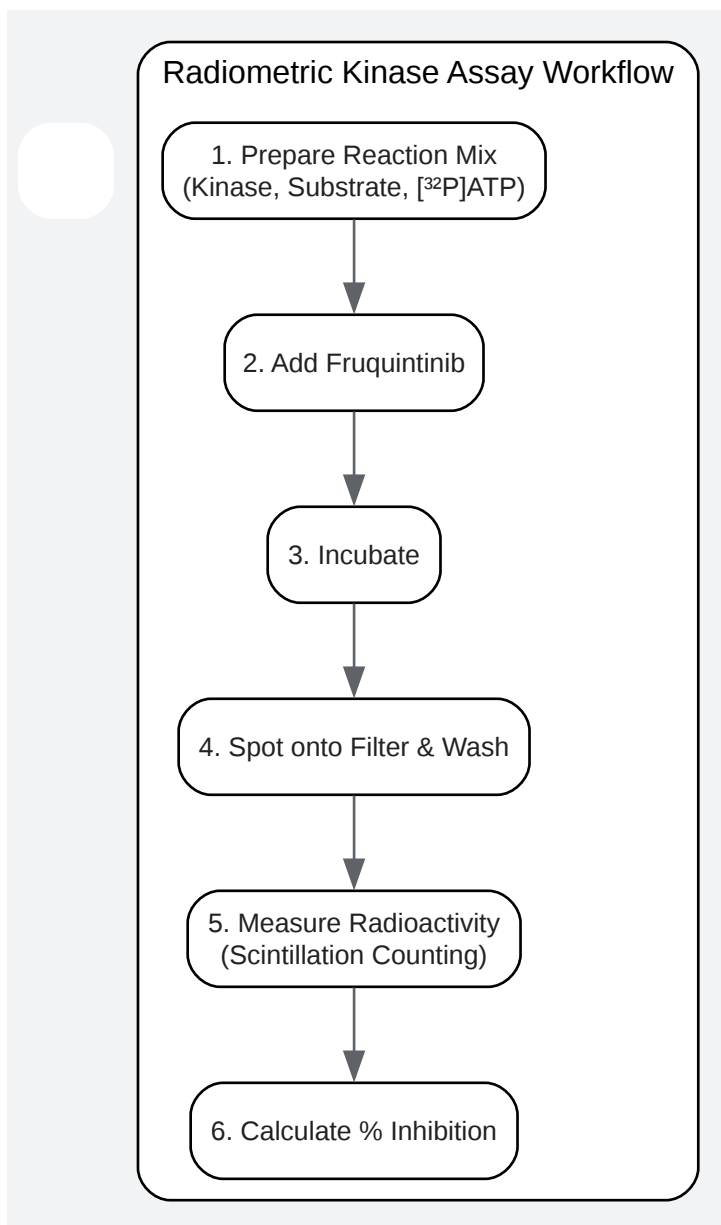 Radiometric Kinase Assay Workflow
1. Prepare Reaction Mix
(Kinase, Substrate, [³²P]ATP)
2. Add Fruquintinib
3. Incubate
4. Spot onto Filter & Wash
5. Measure Radioactivity
(Scintillation Counting)
6. Calculate % Inhibition